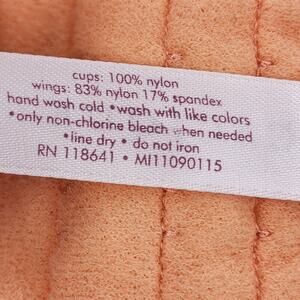 cups: 100% nylon
wings: 83% nylon 17% spandex
hand wash cold • wash with like colors
•only non-chlorine bleach when needed
•line dry • do not iron
RN 118641 • MI11090115